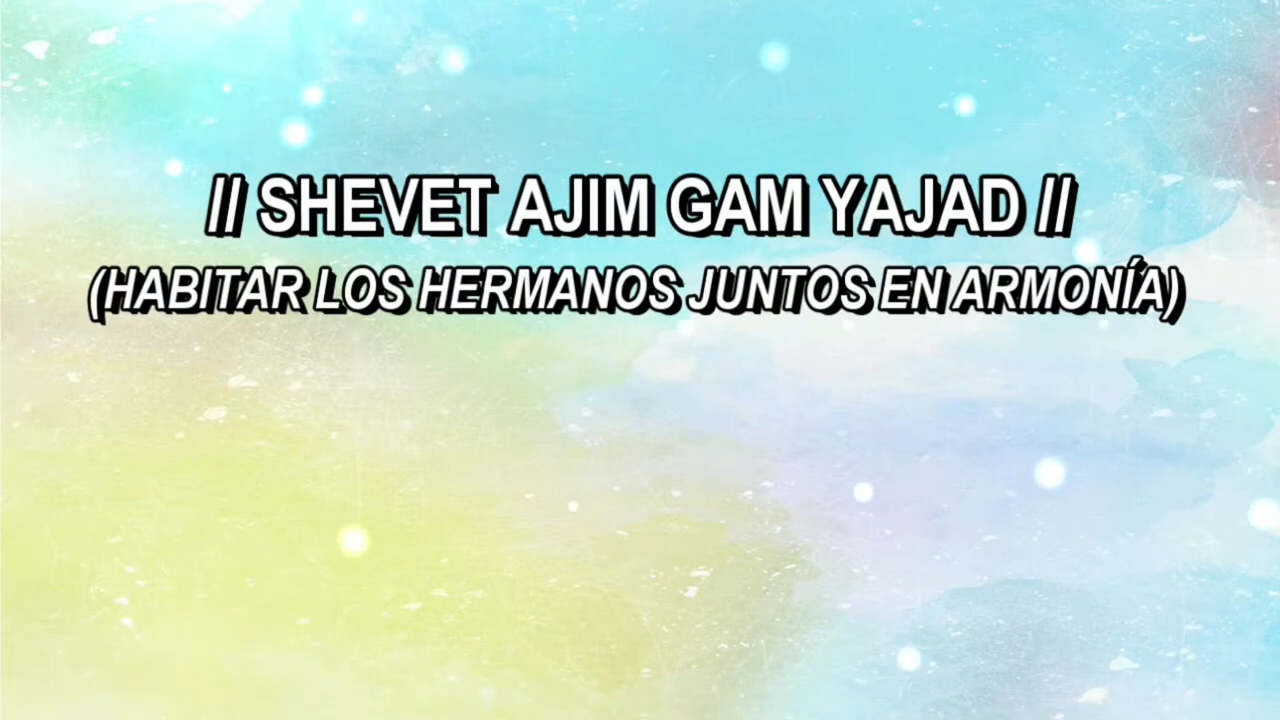 // SHEVET AJIM GAM YAJAD //
(HABITAR LOS HERMANOS JUNTOS EN ARMONÍA)